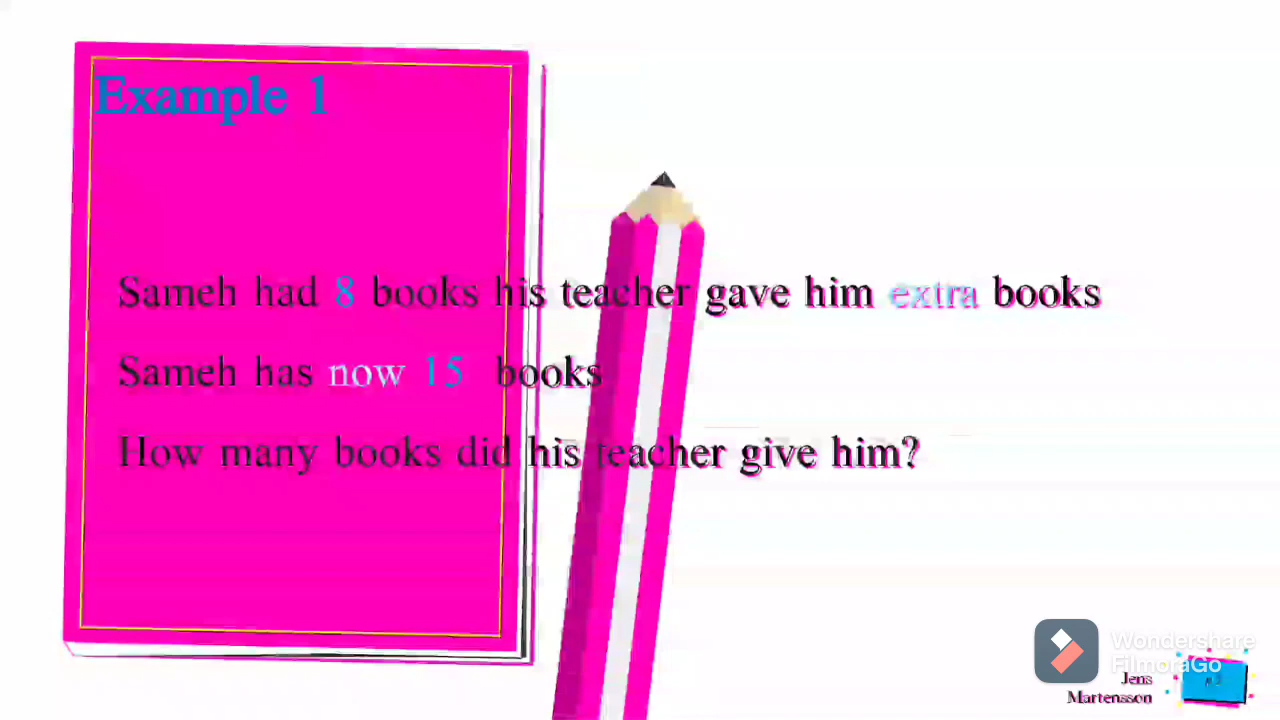 Example 1
Sameh had 8 books his teacher gave him extra books
Sameh has now 15 books
How many books did his teacher give him?
Wondershare
FilmoraGo
Jens
Martensson